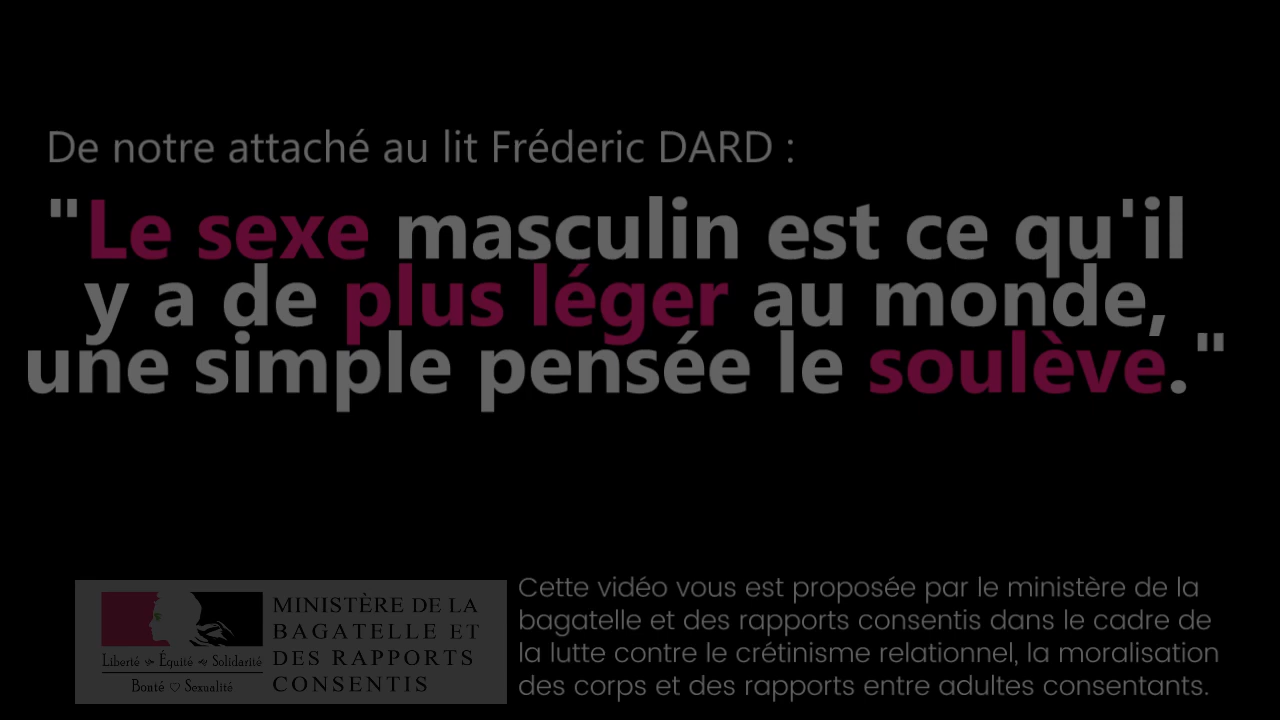 De notre attaché au lit Fréderic DARD :
"Le sexe masculin est ce qu'il
y a de plus léger au monde,
une simple pensée le soulève."
MINISTÈRE DE LA
BAGATELLE ET
DES RAPPORTS
CONSENTIS
Liberté Équité Solidarité
Bonté ♡ Sexualité
Cette vidéo vous est proposée par le ministère de la
bagatelle et des rapports consentis dans le cadre de
la lutte contre le crétinisme relationnel, la moralisation
des corps et des rapports entre adultes consentants.